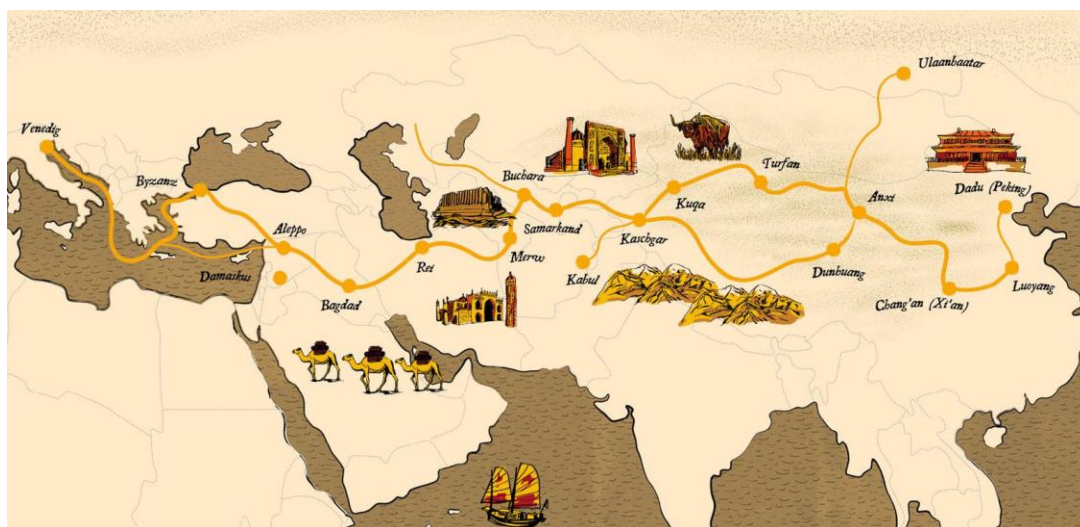 Ulaanbaatar
Venedig
Dadu (Peking)
Turfan
Buchara
Byzanz
Kuqa
Anxi
Aleppo
Samarkand
Kaschgar
Merw
Rei
Damaskus
Kabul
Dunhuang
Luoyang
Bagdad
Chang'an (Xi'an)